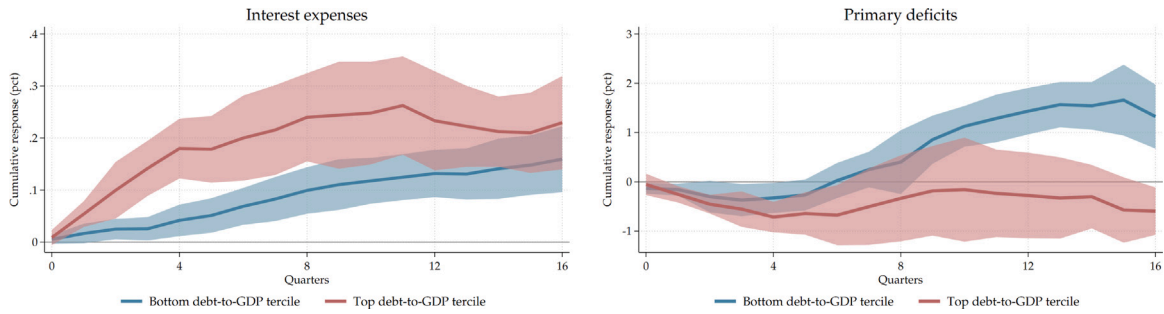 Interest expenses
Cumulative response (pct)
.4
.3
.2
.1
0
0 4 8 12 16
Quarters
Bottom debt-to-GDP tercile Top debt-to-GDP tercile
Primary deficits
Cumulative response (pct)
3
2
1
0
-1
0 4 8 12 16
Quarters
Bottom debt-to-GDP tercile Top debt-to-GDP tercile